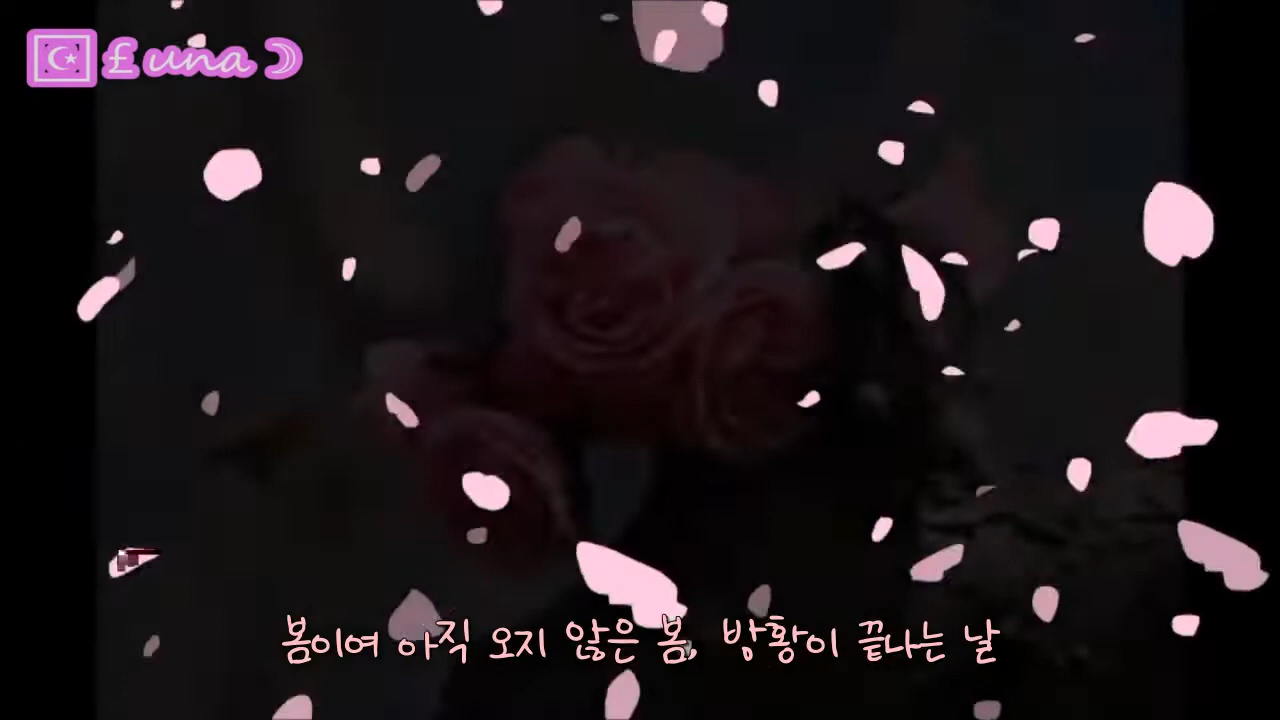 £una☽
봄이여 아직 오지 않은 봄, 방황이 끝나는 날